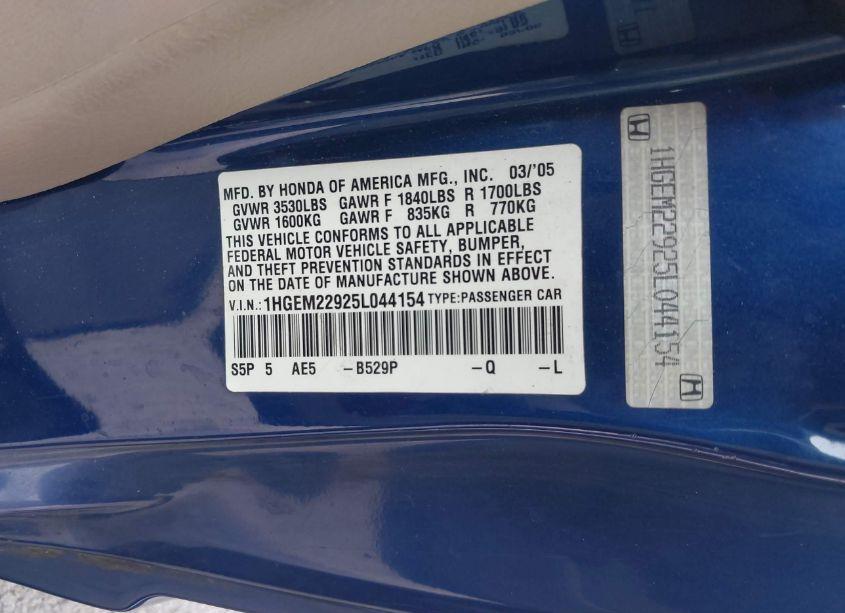 MFD. BY HONDA OF AMERICA MFG., INC. 03/'05
GVWR 3530LBS GAWR F 1840LBS R 1700LBS
GVWR 1600KG GAWR F 835KG R 770KG
THIS VEHICLE CONFORMS TO ALL APPLICABLE
FEDERAL MOTOR VEHICLE SAFETY, BUMPER,
AND THEFT PREVENTION STANDARDS IN EFFECT
ON THE DATE OF MANUFACTURE SHOWN ABOVE.
V.I.N.: 1HGEM22925L044154 TYPE:PASSENGER CAR
S5P 5 AE5 -B529P -Q -L
1HGEM22925L044154